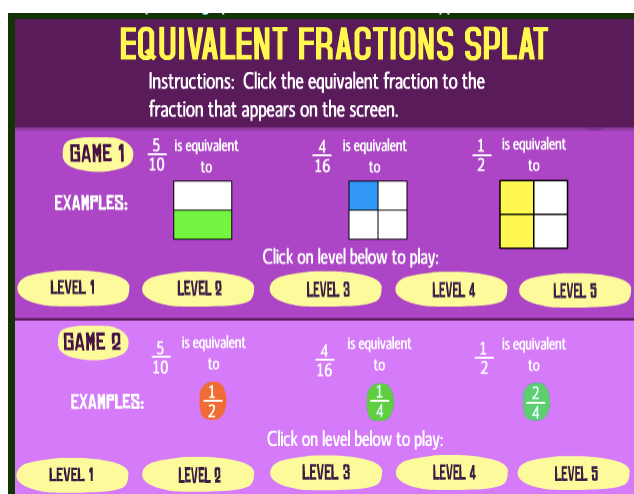 EQUIVALENT FRACTIONS SPLAT
Instructions: Click the equivalent fraction to the
fraction that appears on the screen.
GAME 1
5/10 is equivalent to
4/16 is equivalent to
1/2 is equivalent to
EXAMPLES:
Click on level below to play:
LEVEL 1 LEVEL 2 LEVEL 3 LEVEL 4 LEVEL 5
GAME 2
5/10 is equivalent to
4/16 is equivalent to
1/2 is equivalent to
EXAMPLES: 1/2 1/4 2/4
Click on level below to play:
LEVEL 1 LEVEL 2 LEVEL 3 LEVEL 4 LEVEL 5